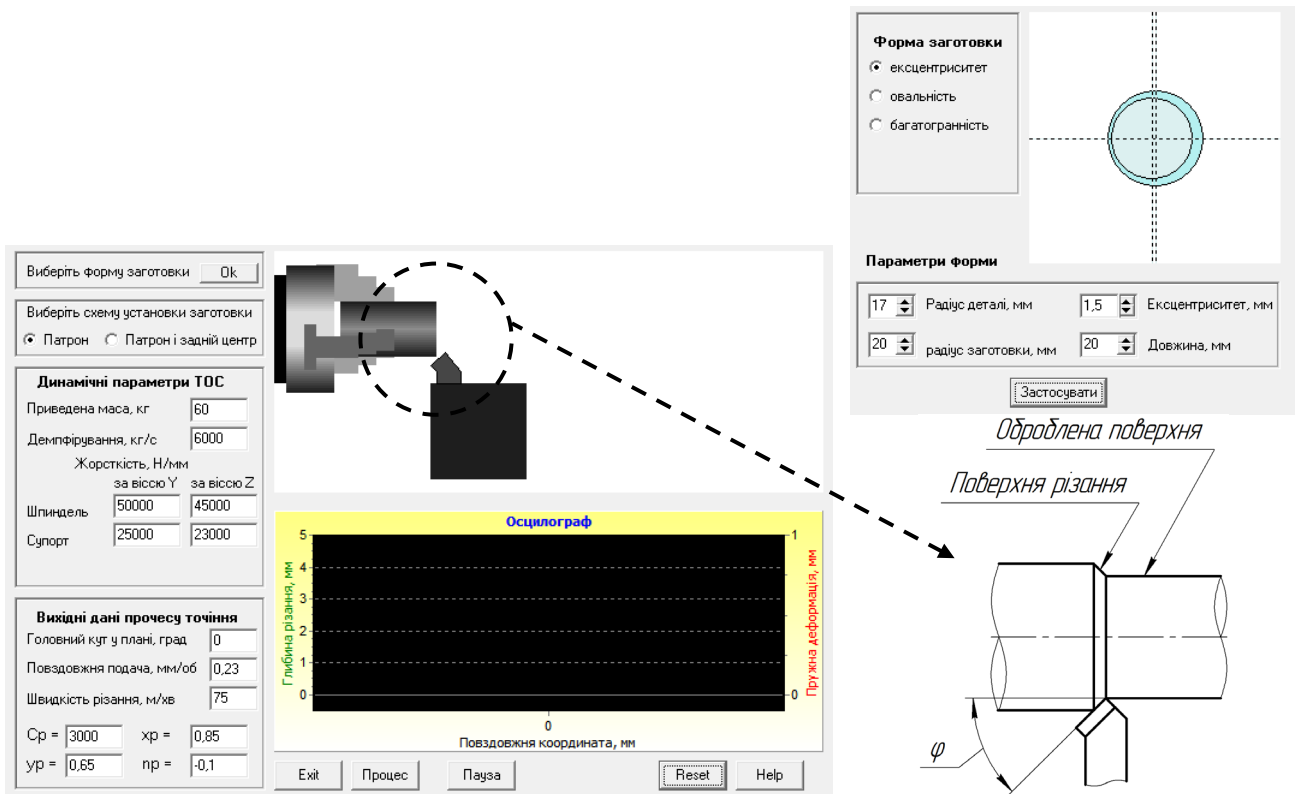 Форма заготовки
ексцентриситет
овальність
багатогранність
Параметри форми
17 Радіус деталі, мм 1,5 Ексцентриситет, мм
20 радіус заготовки, мм 20 Довжина, мм
Застосувати
Виберіть форму заготовки Ok
Виберіть схему установки заготовки
Патрон Патрон і задній центр
Динамічні параметри ТОС
Приведена маса, кг 60
Демпфірування, кг/с 6000
Жорсткість, Н/мм
за віссю Y за віссю Z
Шпиндель 50000 45000
Супорт 25000 23000
Вихідні дані прочесу точіння
Головний кут у плані, град 0
Повздовжня подача, мм/об 0,23
Швидкість різання, м/хв 75
Cp = 3000 xp = 0,85
yp = 0,65 np = -0,1
Осцилограф
Глибина різання, мм
5
4
3
2
1
0
1
0
Пружна деформація, мм
0
Повздовжня координата, мм
Exit Процес Пауза Reset Help
Оброблена поверхня
Поверхня різання
φ